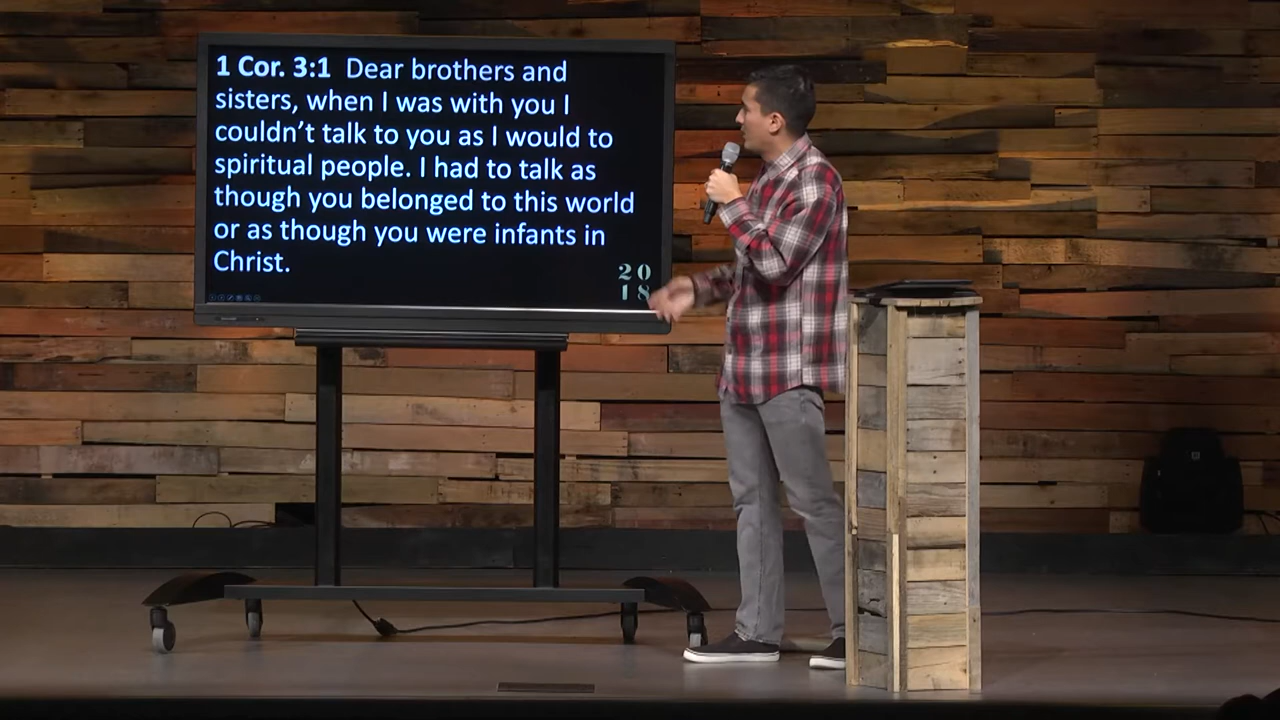 1 Cor. 3:1 Dear brothers and
sisters, when I was with you I
couldn’t talk to you as I would to
spiritual people. I had to talk as
though you belonged to this world
or as though you were infants in
Christ.
20
18